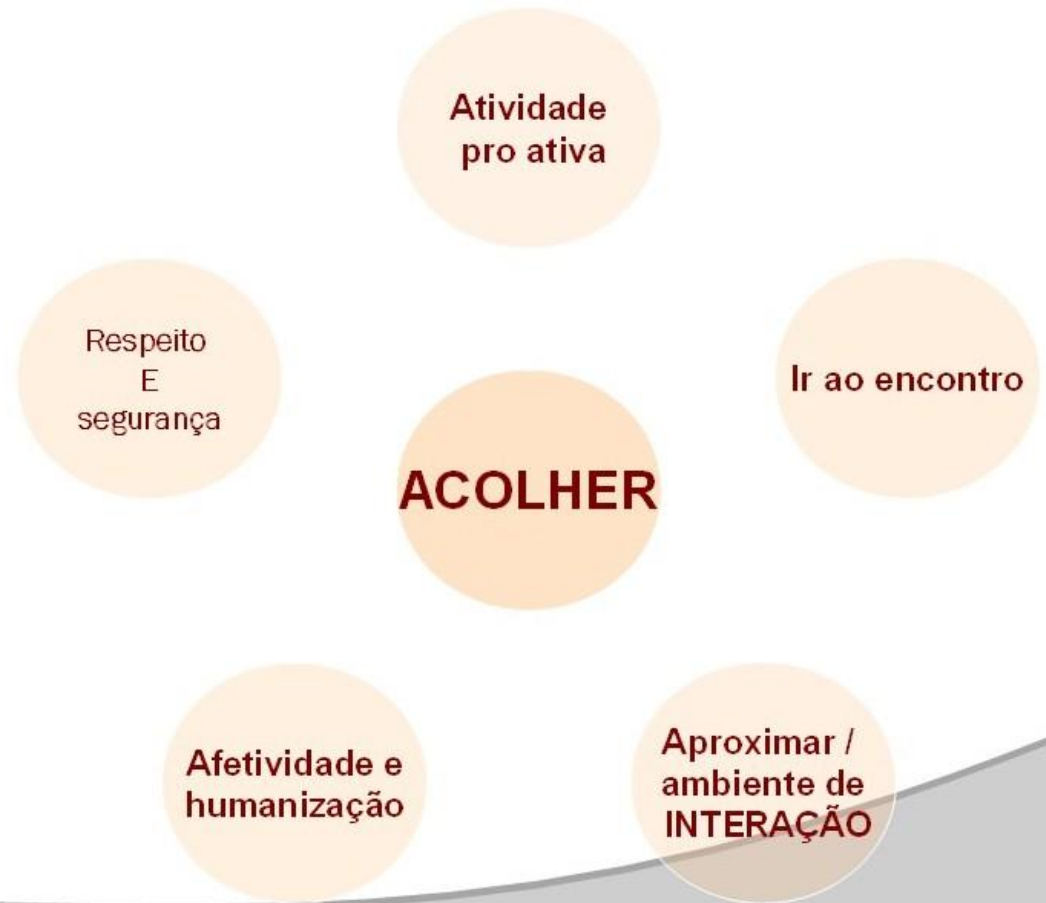 Atividade
pro ativa
Respeito
E
segurança
Ir ao encontro
ACOLHER
Afetividade e
humanização
Aproximar /
ambiente de
INTERAÇÃO